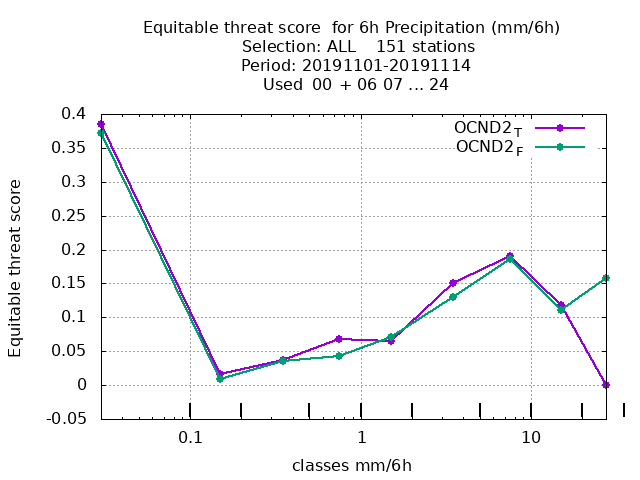 Equitable threat score  for 6h Precipitation (mm/6h)
Selection: ALL    151 stations
Period: 20191101-20191114
Used  00 + 06 07 ... 24
OCND2T
OCND2F
0.4
0.35
0.3
0.25
0.2
0.15
0.1
0.05
0
-0.05
Equitable threat score
0.1 1 10
classes mm/6h